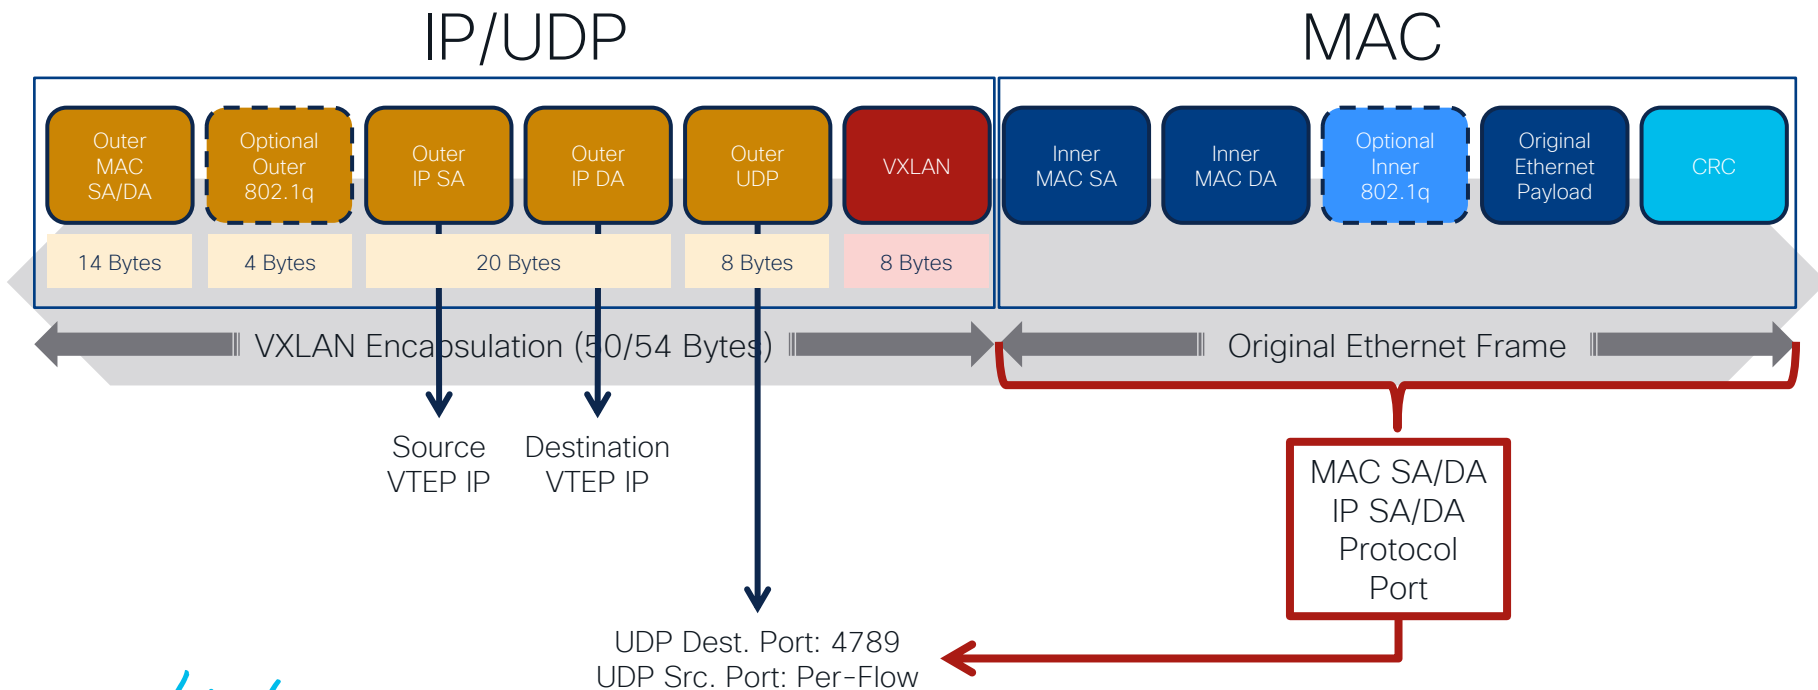 IP/UDP
MAC
Outer
MAC
SA/DA
Optional
Outer
802.1q
Outer
IP SA
Outer
IP DA
Outer
UDP
VXLAN
Inner
MAC SA
Inner
MAC DA
Optional
Inner
802.1q
Original
Ethernet
Payload
CRC
14 Bytes
4 Bytes
20 Bytes
8 Bytes
8 Bytes
VXLAN Encapsulation (50/54 Bytes)
Original Ethernet Frame
Source
VTEP IP
Destination
VTEP IP
MAC SA/DA
IP SA/DA
Protocol
Port
UDP Dest. Port: 4789
UDP Src. Port: Per-Flow